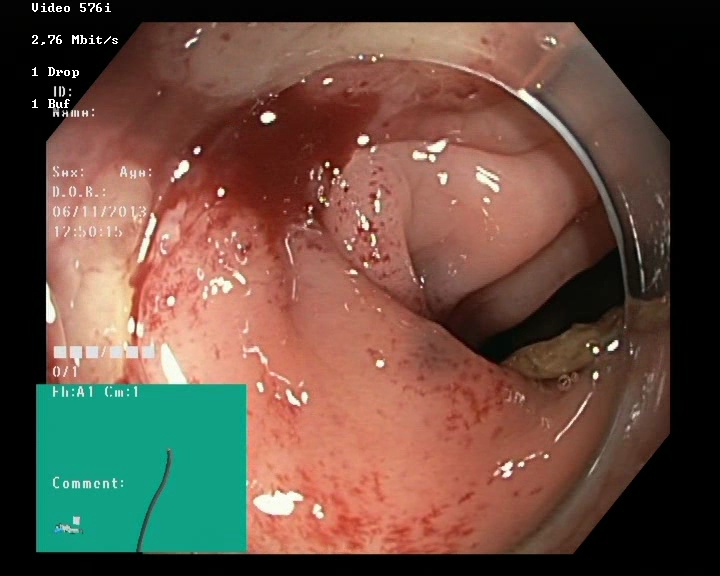 Video 576i
2,76 Mbit/s
1 Drop
ID:
1 Buf
Name:
Sex: Age:
D.O.B.:
06/11/2013
12:50:15
0/1
Eh:A1 Cm:1
Comment: